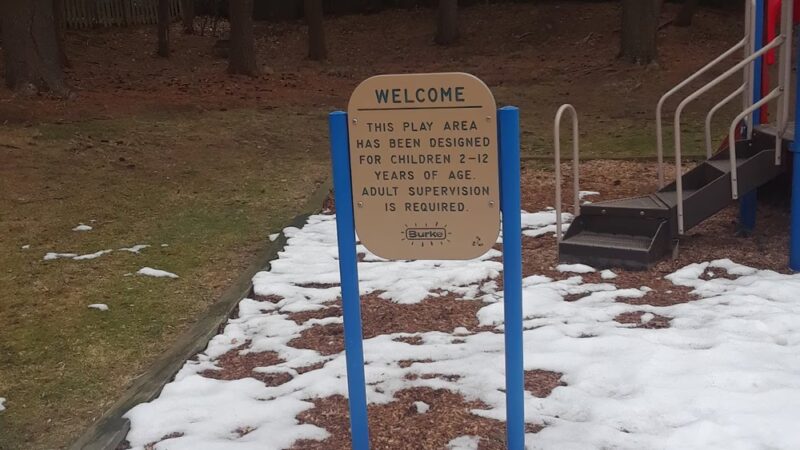 WELCOME
THIS PLAY AREA
HAS BEEN DESIGNED
FOR CHILDREN 2-12
YEARS OF AGE.
ADULT SUPERVISION
IS REQUIRED.
Burke